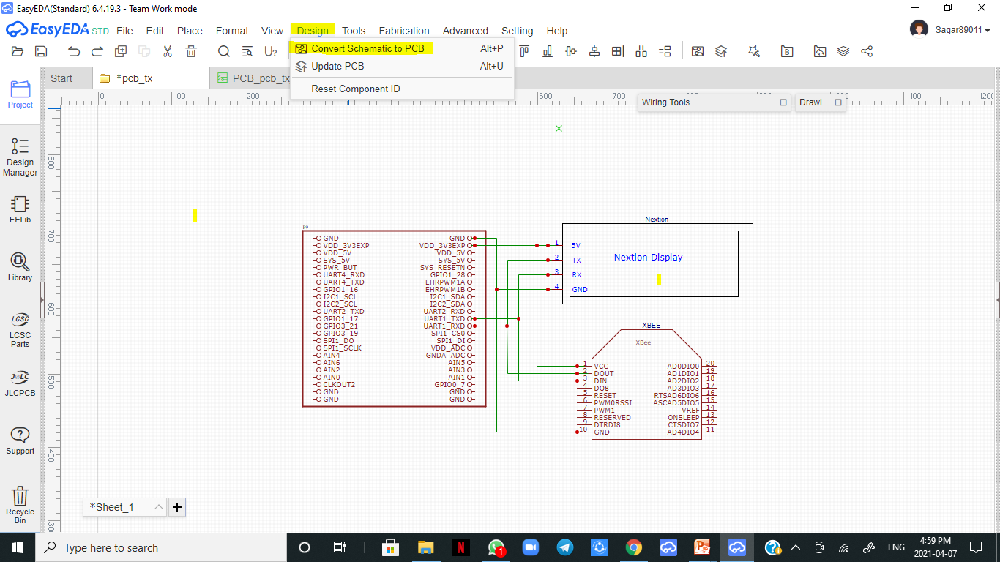 EasyEDA(Standard) 6.4.19.3 - Team Work mode
EasyEDA STD File Edit Place Format View Design Tools Fabrication Advanced Setting Help Sagar89011
Convert Schematic to PCB Alt+P
Update PCB Alt+U
Reset Component ID
Start *pcb_tx PCB_pcb_tx
0 100 200 600 700 1100 1200
Wiring Tools Drawi...
Project
Design
Manager
EELib
Library
LCSC
LCSC
Parts
J@LC
JLCPCB
Support
Recycle
Bin
800
700
600
500
400
300
GND GND
VDD_3V3EXP VDD_3V3EXP
VDD_5V VDD_5V
SYS_5V SYS_5V
PWR_BUT SYS_RESETN
UART4_RXD GPIO1_28
UART4_TXD EHRPWM1A
GPIO1_16 EHRPWM1B
I2C1_SCL I2C1_SDA
I2C2_SCL I2C2_SDA
UART2_TXD UART2_RXD
GPIO1_17 UART1_TXD
GPIO3_21 UART1_RXD
GPIO3_19 SPI1_CS0
SPI1_DO SPI1_DI
SPI1_SCLK VDD_ADC
AIN4 GNDA_ADC
AIN6 AIN5
AIN2 AIN3
AIN0 AIN1
CLKOUT2 GPIO0_7
GND GND
GND GND
Nextion
1 5V
2 TX
3 RX
4 GND
Nextion Display
XBEE
XBee
1 VCC AD0DIO0 20
2 DOUT AD1DIO1 19
3 DIN AD2DIO2 18
4 DO8 AD3DIO3 17
5 RESET RTSAD6DIO6 16
6 PWM0RSSI ASCAD5DIO5 15
7 PWM1 VREF 14
8 RESERVED ONSLEEP 13
9 DTRDI8 CTSDIO7 12
10 GND AD4DIO4 11
*Sheet_1
Type here to search
1
ENG
4:59 PM
2021-04-07